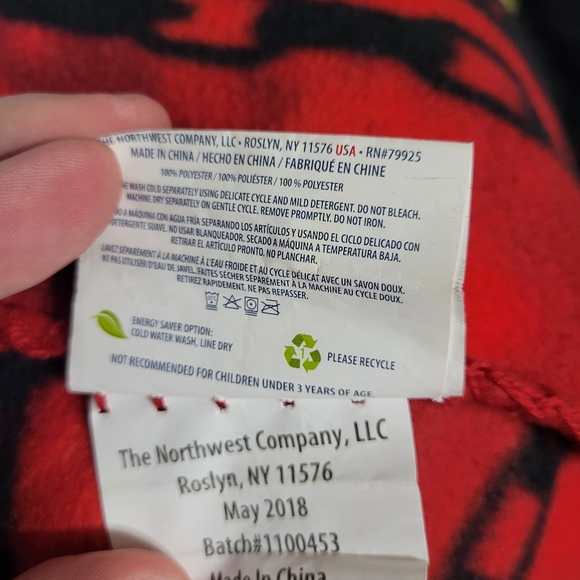 THE NORTHWEST COMPANY, LLC • ROSLYN, NY 11576 USA • RN#79925
MADE IN CHINA / HECHO EN CHINA / FABRIQUÉ EN CHINE
100% POLYESTER / 100% POLIÉSTER / 100 % POLYESTER
WASH COLD SEPARATELY USING DELICATE CYCLE AND MILD DETERGENT. DO NOT BLEACH.
MACHINE DRY SEPARATELY ON GENTLE CYCLE. REMOVE PROMPTLY. DO NOT IRON.
A MÁQUINA CON AGUA FRÍA SEPARANDO LOS ARTÍCULOS Y USANDO EL CICLO DELICADO CON
DETERGENTE SUAVE. NO USAR BLANQUEADOR. SECADO A MÁQUINA A TEMPERATURA BAJA.
RETIRAR EL ARTÍCULO PRONTO. NO PLANCHAR.
LAVEZ SÉPARÉMENT À LA MACHINE À L'EAU FROIDE ET AU CYCLE DÉLICAT AVEC UN SAVON DOUX.
NE PAS UTILISER D'EAU DE JAVEL. FAITES SÉCHER SÉPARÉMENT À LA MACHINE AU CYCLE DOUX.
RETIREZ RAPIDEMENT. NE PAS REPASSER.
ENERGY SAVER OPTION:
COLD WATER WASH, LINE DRY
1
PLEASE RECYCLE
NOT RECOMMENDED FOR CHILDREN UNDER 3 YEARS OF AGE.
The Northwest Company, LLC
Roslyn, NY 11576
May 2018
Batch#1100453
Made In China